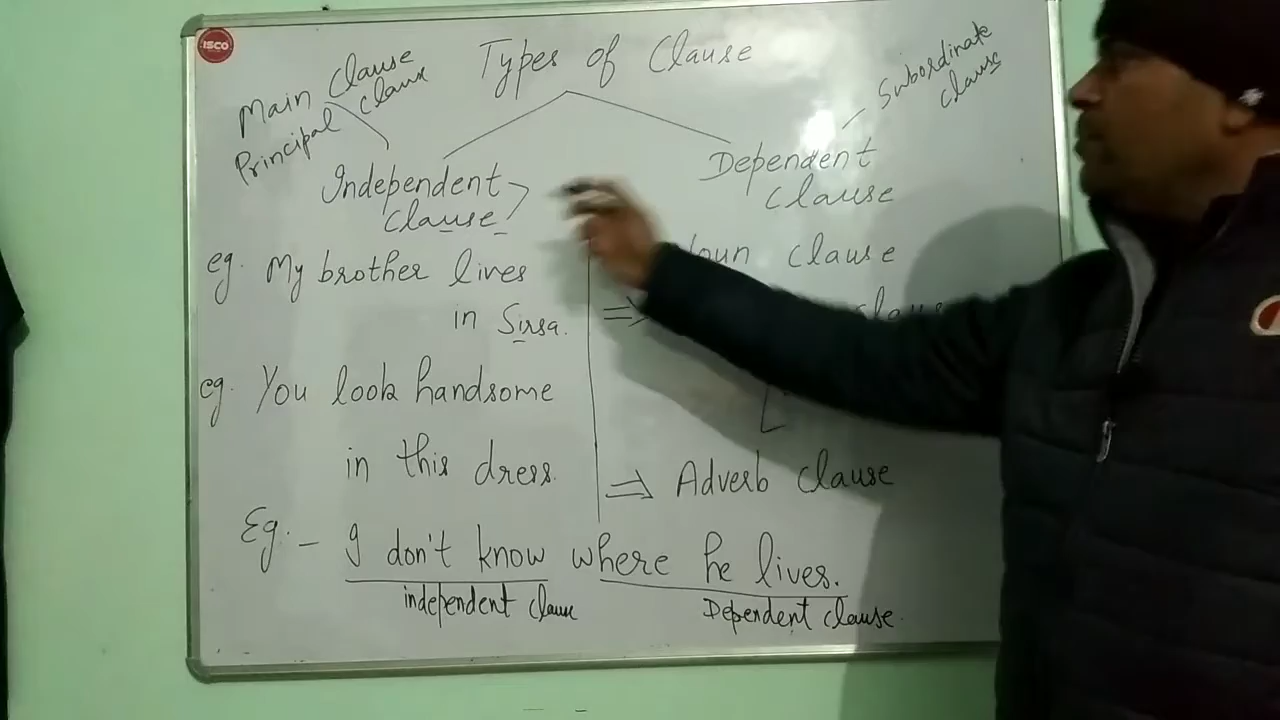 ISCO
Types of Clause
Main Clause
Principal Clause
Subordinate
clause
Independent
Clause
Dependent
Clause
eg. My brother lives
in Sirsa.
eg. You look handsome
in this dress.
Clause
clause
⇒
⇒ Adverb clause
Eg:- I don't know where he lives.
independent clause
Dependent clause.